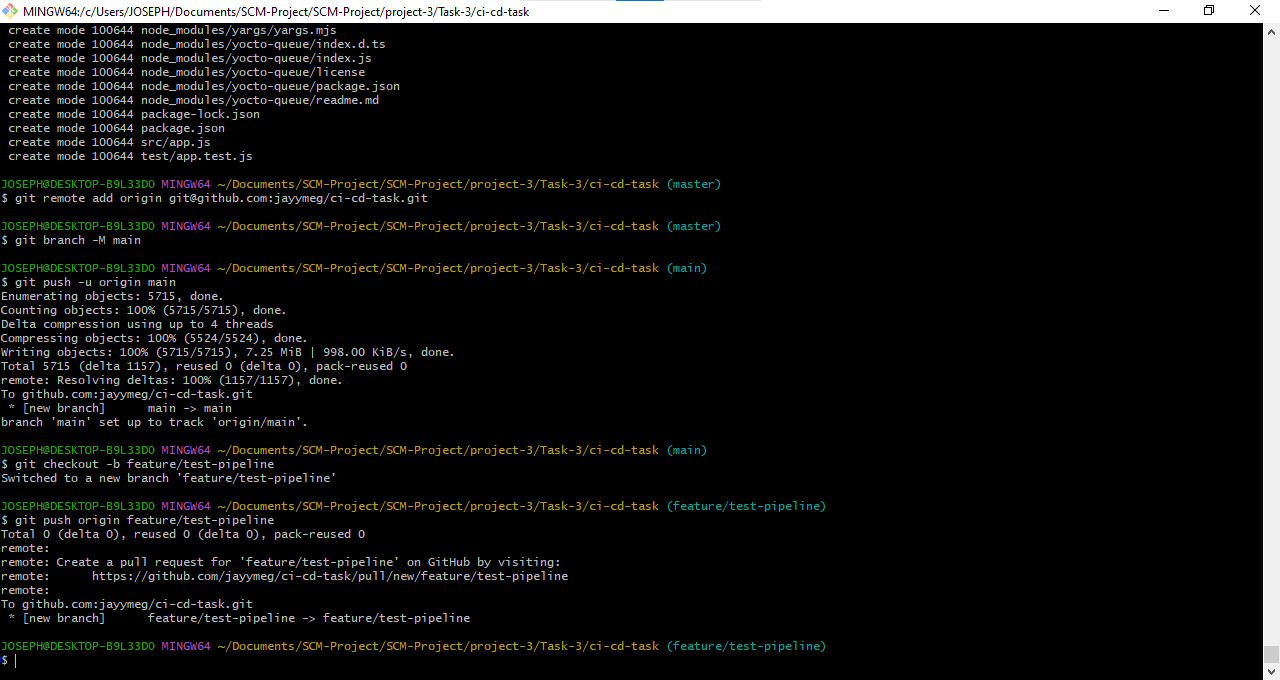 MINGW64:/c/Users/JOSEPH/Documents/SCM-Project/SCM-Project/project-3/Task-3/ci-cd-task
create mode 100644 node_modules/yargs/yargs.mjs
create mode 100644 node_modules/yocto-queue/index.d.ts
create mode 100644 node_modules/yocto-queue/index.js
create mode 100644 node_modules/yocto-queue/license
create mode 100644 node_modules/yocto-queue/package.json
create mode 100644 node_modules/yocto-queue/readme.md
create mode 100644 package-lock.json
create mode 100644 package.json
create mode 100644 src/app.js
create mode 100644 test/app.test.js
JOSEPH@DESKTOP-B9L33DO MINGW64 ~/Documents/SCM-Project/SCM-Project/project-3/Task-3/ci-cd-task (master)
$ git remote add origin git@github.com:jayymeg/ci-cd-task.git
JOSEPH@DESKTOP-B9L33DO MINGW64 ~/Documents/SCM-Project/SCM-Project/project-3/Task-3/ci-cd-task (master)
$ git branch -M main
JOSEPH@DESKTOP-B9L33DO MINGW64 ~/Documents/SCM-Project/SCM-Project/project-3/Task-3/ci-cd-task (main)
$ git push -u origin main
Enumerating objects: 5715, done.
Counting objects: 100% (5715/5715), done.
Delta compression using up to 4 threads
Compressing objects: 100% (5524/5524), done.
Writing objects: 100% (5715/5715), 7.25 MiB | 998.00 KiB/s, done.
Total 5715 (delta 1157), reused 0 (delta 0), pack-reused 0
remote: Resolving deltas: 100% (1157/1157), done.
To github.com:jayymeg/ci-cd-task.git
* [new branch]      main -> main
branch 'main' set up to track 'origin/main'.
JOSEPH@DESKTOP-B9L33DO MINGW64 ~/Documents/SCM-Project/SCM-Project/project-3/Task-3/ci-cd-task (main)
$ git checkout -b feature/test-pipeline
Switched to a new branch 'feature/test-pipeline'
JOSEPH@DESKTOP-B9L33DO MINGW64 ~/Documents/SCM-Project/SCM-Project/project-3/Task-3/ci-cd-task (feature/test-pipeline)
$ git push origin feature/test-pipeline
Total 0 (delta 0), reused 0 (delta 0), pack-reused 0
remote:
remote: Create a pull request for 'feature/test-pipeline' on GitHub by visiting:
remote:      https://github.com/jayymeg/ci-cd-task/pull/new/feature/test-pipeline
remote:
To github.com:jayymeg/ci-cd-task.git
* [new branch]      feature/test-pipeline -> feature/test-pipeline
JOSEPH@DESKTOP-B9L33DO MINGW64 ~/Documents/SCM-Project/SCM-Project/project-3/Task-3/ci-cd-task (feature/test-pipeline)
$